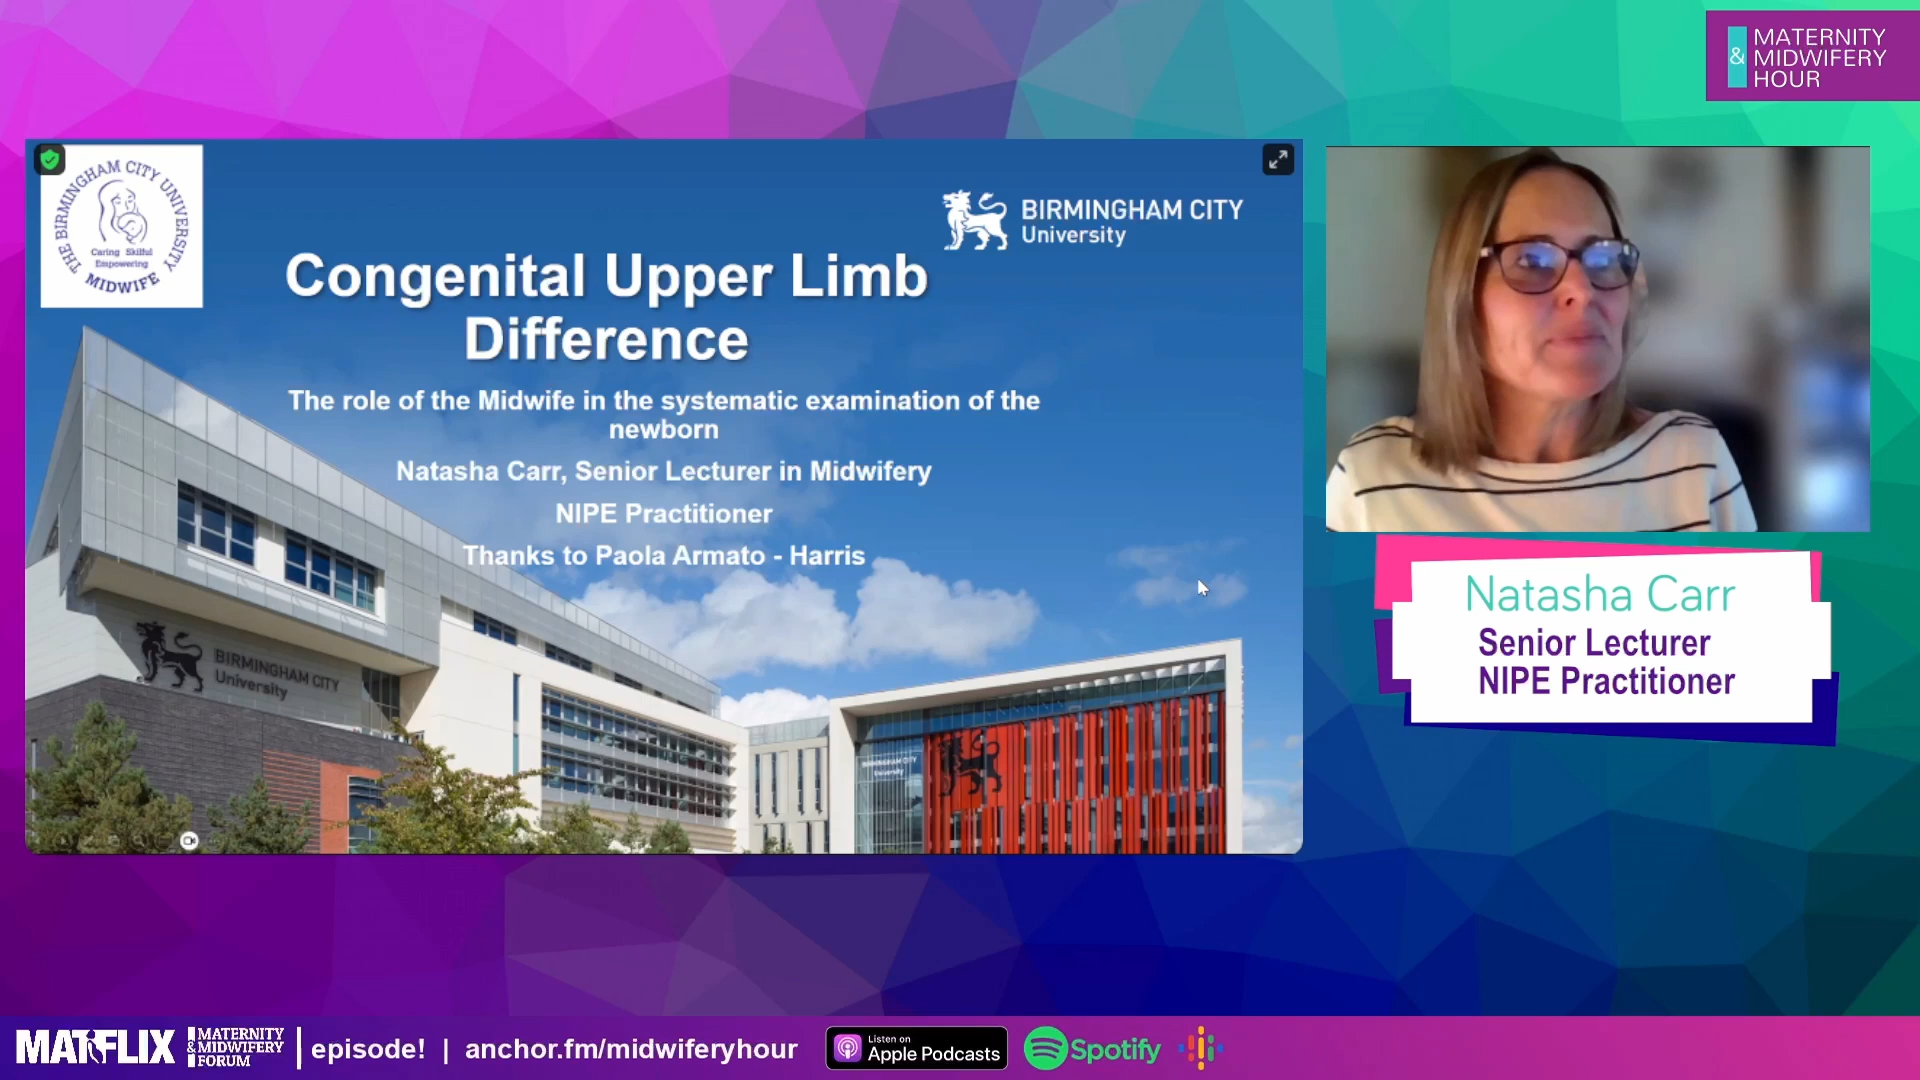 MATERNITY
& MIDWIFERY
HOUR
THE BIRMINGHAM CITY UNIVERSITY
Caring Skilful
Empowering
MIDWIFE
BIRMINGHAM CITY
University
Congenital Upper Limb
Difference
The role of the Midwife in the systematic examination of the
newborn
Natasha Carr, Senior Lecturer in Midwifery
NIPE Practitioner
Thanks to Paola Armato - Harris
BIRMINGHAM CITY
University
BIRMINGHAM CITY
University
Natasha Carr
Senior Lecturer
NIPE Practitioner
MATFLIX
MATERNITY
& MIDWIFERY
FORUM
episode! | anchor.fm/midwiferyhour
Listen on
Apple Podcasts
Spotify